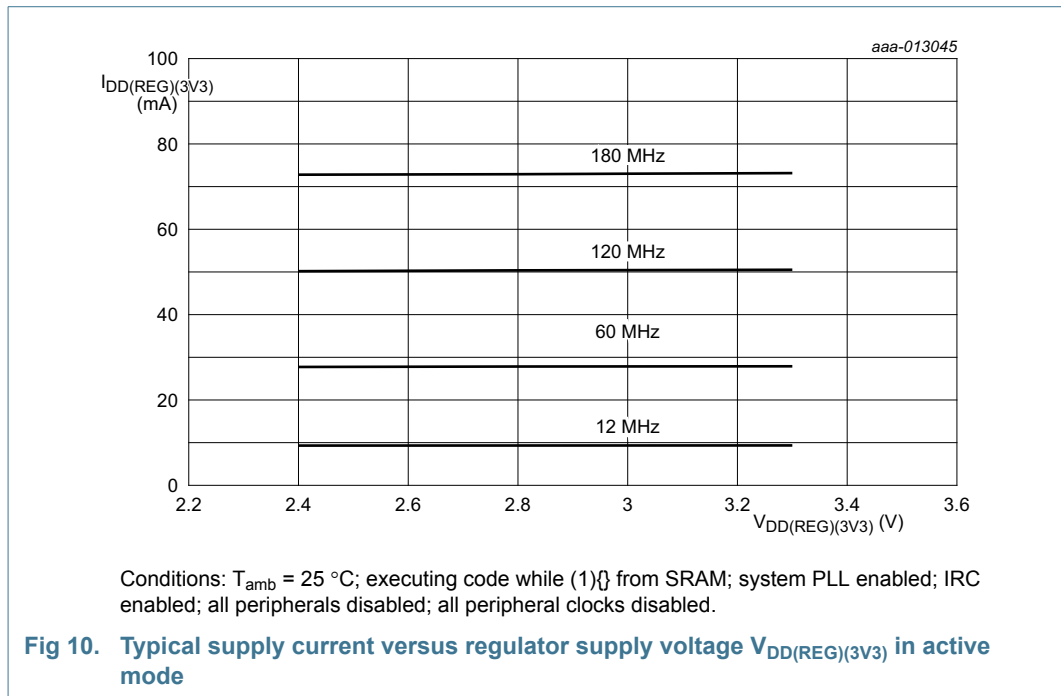 aaa-013045
100
IDD(REG)(3V3)
(mA)
80
180 MHz
60
120 MHz
40
60 MHz
20
12 MHz
0
2.2 2.4 2.6 2.8 3 3.2 3.4 3.6
VDD(REG)(3V3) (V)
Conditions: Tamb = 25 °C; executing code while (1){} from SRAM; system PLL enabled; IRC
enabled; all peripherals disabled; all peripheral clocks disabled.
Fig 10. Typical supply current versus regulator supply voltage VDD(REG)(3V3) in active
mode